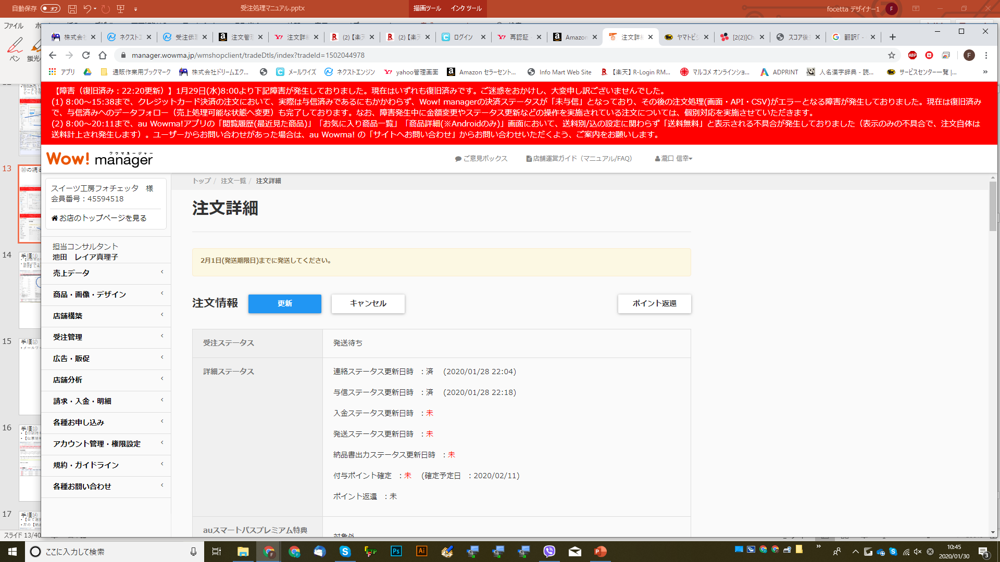 自動保存 オフ
受注処理マニュアル.pptx
描画ツール インク ツール
focetta デザイナー1 F
ファイル
ペン
株式会
ネクストエ
受注伝票
a 注文管理
Y! 注文詳細
R (2)【楽天
R (2)【楽天
C ログイン
Y! 再認証 -
a Amazon
注文詳細
ヤマトビジ
[2(2)]Ch
スコア後払
G 翻訳「 -
manager.wowma.jp/wmshopclient/tradeDtls/index?tradeId=1502044978
ABP
F
アプリ
通販作業用ブックマーク
株式会社ドリームエク...
メールワイズ
ネクストエンジン
yahoo管理画面
Amazon セラーセント...
Info Mart Web Site
【楽天】R-Login RM...
マルコメ オンラインショ...
ADPRINT
人名漢字辞典 - 読...
サービスセンター一覧 |...
»
【障害（復旧済み：22:20更新）】1月29日(水)8:00より下記障害が発生しておりました。現在はいずれも復旧済みです。ご迷惑をおかけし、大変申し訳ございませんでした。
(1) 8:00～15:38まで、クレジットカード決済の注文において、実際は与信済みであるにもかかわらず、Wow! managerの決済ステータスが「未与信」となっており、その後の注文処理(画面・API・CSV)がエラーとなる障害が発生しておりました。現在は復旧済み
で、与信済みへのデータフォロー（売上処理可能な状態へ変更）も完了しております。なお、障害発生中に金額変更やステータス更新などの操作を実施されている注文については、個別対応を実施させていただきます。
(2) 8:00～20:11まで、au Wowma!アプリの「閲覧履歴(最近見た商品)」「お気に入り商品一覧」「商品詳細(※Androidのみ)」画面において、送料別/込の設定に関わらず「送料無料」と表示される不具合が発生しておりました（表示のみの不具合で、注文自体は
送料計上され発生します）。ユーザーからお問い合わせがあった場合は、au Wowma! の「サイトへお問い合わせ」からお問い合わせいただくよう、ご案内をお願いします。
ワウマネージャー
Wow! manager
ご意見ボックス
店舗運営ガイド（マニュアル/FAQ）
瀧口 信幸
スイーツ工房フォチェッタ 様
会員番号：45594518
お店のトップページを見る
担当コンサルタント
池田 レイア真理子
売上データ
商品・画像・デザイン
店舗構築
受注管理
広告・販促
店舗分析
請求・入金・明細
各種お申し込み
アカウント管理・権限設定
規約・ガイドライン
各種お問い合わせ
トップ / 注文一覧 / 注文詳細
注文詳細
2月1日(発送期限日)までに発送してください。
注文情報
更新
キャンセル
ポイント返還
受注ステータス
発送待ち
詳細ステータス
連絡ステータス更新日時 ：済 (2020/01/28 22:04)
与信ステータス更新日時 ：済 (2020/01/28 22:18)
入金ステータス更新日時 ：未
発送ステータス更新日時 ：未
納品書出力ステータス更新日時 ：未
付与ポイント確定 ：未 (確定予定日 ：2020/02/11)
ポイント返還 ：未
auスマートパスプレミアム特典
対象外
13
⑩の続き
14
手順⑪
15
手順⑫
16
手順⑬
17
手順⑭
スライド 13/40
ここに入力して検索
10:45
2020/01/30
3